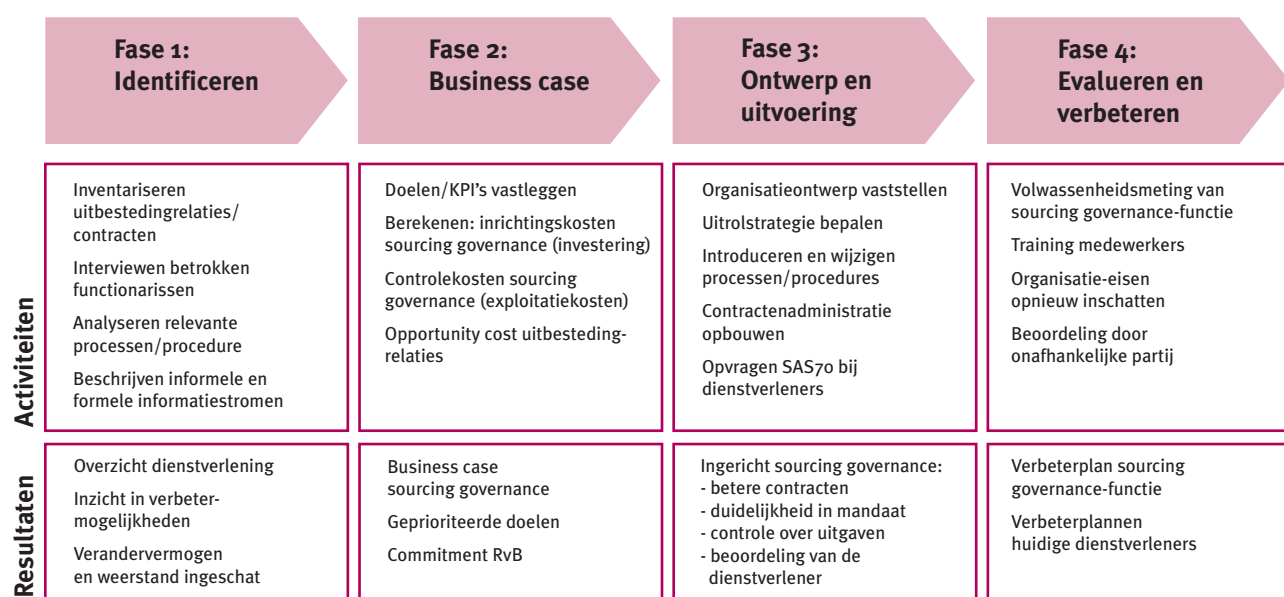 Fase 1:
Identificeren
Fase 2:
Business case
Fase 3:
Ontwerp en
uitvoering
Fase 4:
Evalueren en
verbeteren
Activiteiten
Inventariseren
uitbestedingrelaties/
contracten
Interviewen betrokken
functionarissen
Analyseren relevante
processen/procedure
Beschrijven informele en
formele informatiestromen
Doelen/KPI's vastleggen
Berekenen: inrichtingskosten
sourcing governance (investering)
Controlekosten sourcing
governance (exploitatiekosten)
Opportunity cost uitbesteding-
relaties
Organisatieontwerp vaststellen
Uitrolstrategie bepalen
Introduceren en wijzigen
processen/procedures
Contractenadministratie
opbouwen
Opvragen SAS70 bij
dienstverleners
Volwassenheidsmeting van
sourcing governance-functie
Training medewerkers
Organisatie-eisen
opnieuw inschatten
Beoordeling door
onafhankelijke partij
Resultaten
Overzicht dienstverlening
Inzicht in verbeter-
mogelijkheden
Verandervermogen
en weerstand ingeschat
Business case
sourcing governance
Geprioriteerde doelen
Commitment RvB
Ingericht sourcing governance:
- betere contracten
- duidelijkheid in mandaat
- controle over uitgaven
- beoordeling van de
dienstverlener
Verbeterplan sourcing
governance-functie
Verbeterplannen
huidige dienstverleners